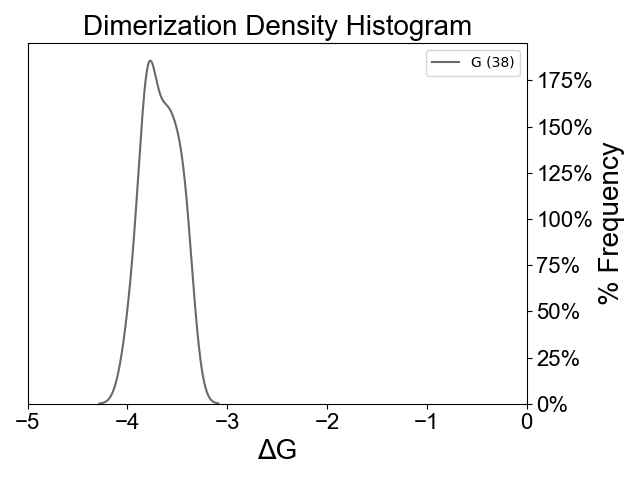 Dimerization Density Histogram
G (38)
175%
150%
125%
100%
75%
50%
25%
0%
% Frequency
−5 −4 −3 −2 −1 0
ΔG